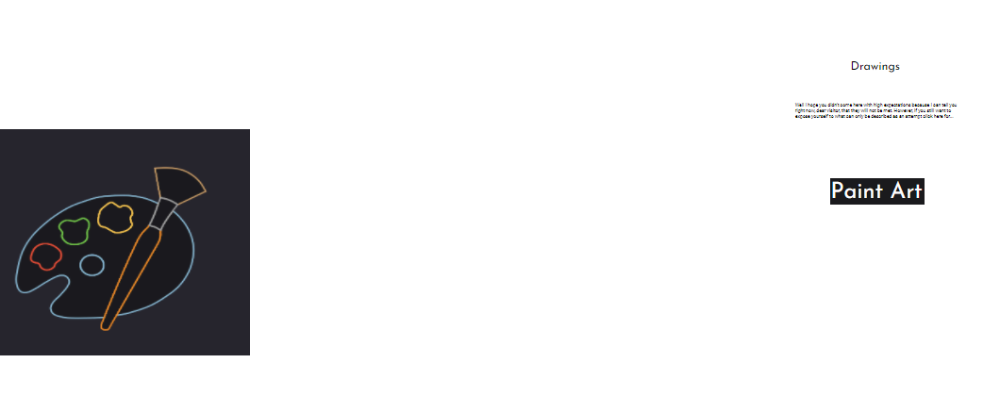 Drawings
Well I hope you didn't come here with high expectations because I can tell you
right now, dear visitor, that they will not be met. However, if you still want to
expose yourself to what can only be described as an attempt click here for...
Paint Art